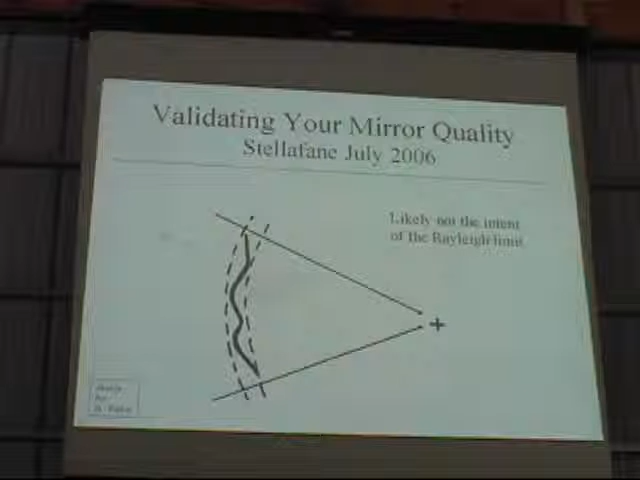 Validating Your Mirror Quality
Stellafane July 2006
Likely not the intent
of the Rayleigh limit
+